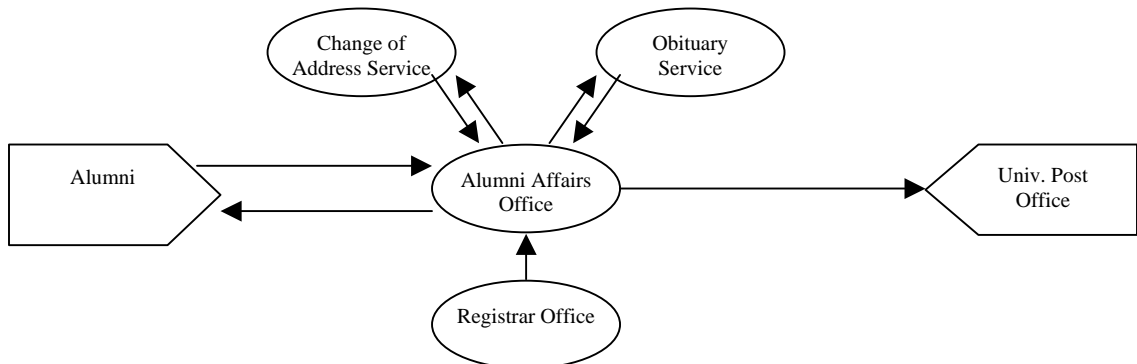 Change of
Address Service
Obituary
Service
Alumni
Alumni Affairs
Office
Univ. Post
Office
Registrar Office